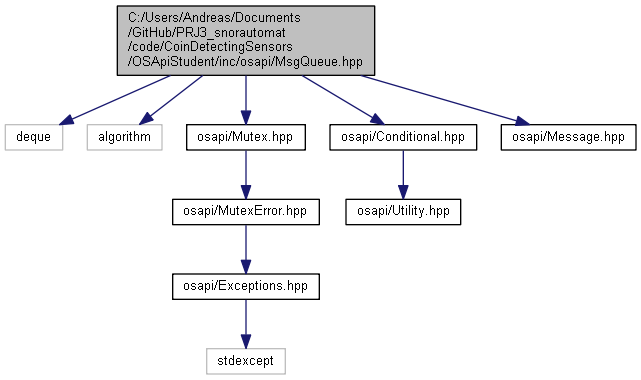 C:/Users/Andreas/Documents
/GitHub/PRJ3_snorautomat
/code/CoinDetectingSensors
/OSApiStudent/inc/osapi/MsgQueue.hpp
deque
algorithm
osapi/Mutex.hpp
osapi/Conditional.hpp
osapi/Message.hpp
osapi/MutexError.hpp
osapi/Utility.hpp
osapi/Exceptions.hpp
stdexcept